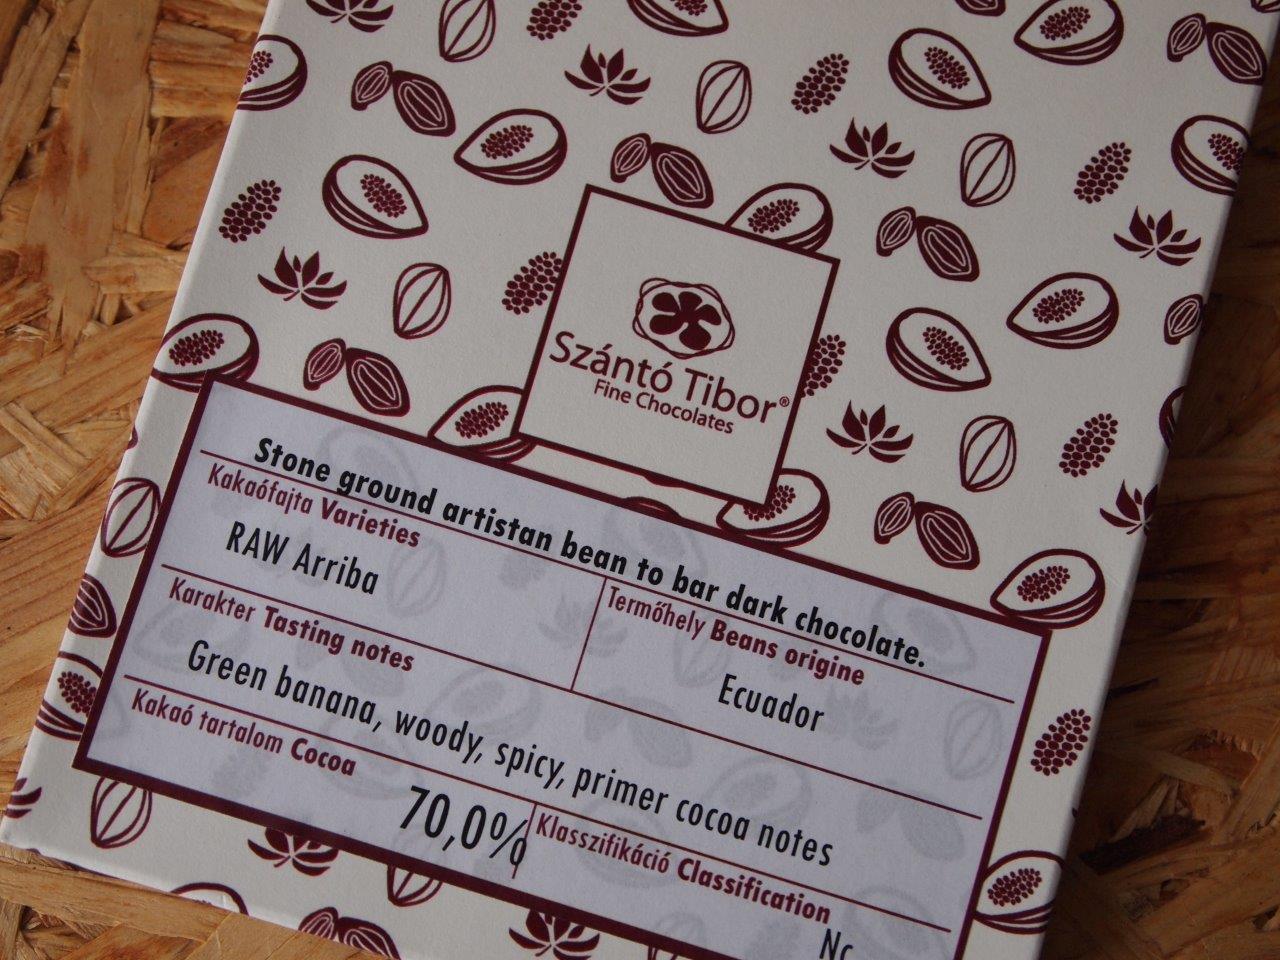 Szántó Tibor®
Fine Chocolates
Stone ground artistan bean to bar dark chocolate.
Kakaófajta Varieties
RAW Arriba
Termőhely Beans origine
Ecuador
Karakter Tasting notes
Green banana, woody, spicy, primer cocoa notes
Kakaó tartalom Cocoa
70,0%
Klasszifikáció Classification
Nc